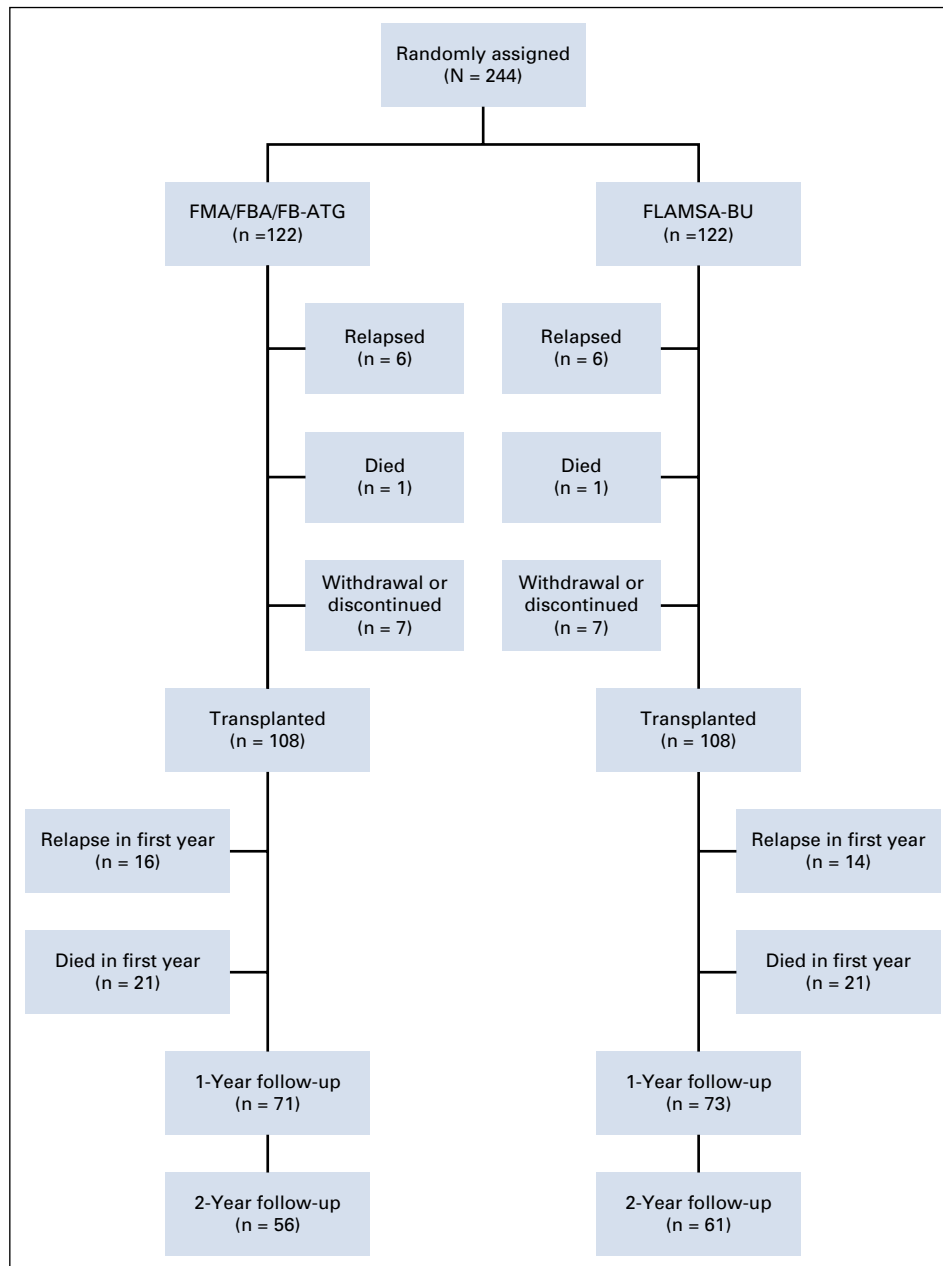 Randomly assigned
(N = 244)
FMA/FBA/FB-ATG
(n =122)
FLAMSA-BU
(n =122)
Relapsed
(n = 6)
Relapsed
(n = 6)
Died
(n = 1)
Died
(n = 1)
Withdrawal or
discontinued
(n = 7)
Withdrawal or
discontinued
(n = 7)
Transplanted
(n = 108)
Transplanted
(n = 108)
Relapse in first year
(n = 16)
Relapse in first year
(n = 14)
Died in first year
(n = 21)
Died in first year
(n = 21)
1-Year follow-up
(n = 71)
1-Year follow-up
(n = 73)
2-Year follow-up
(n = 56)
2-Year follow-up
(n = 61)